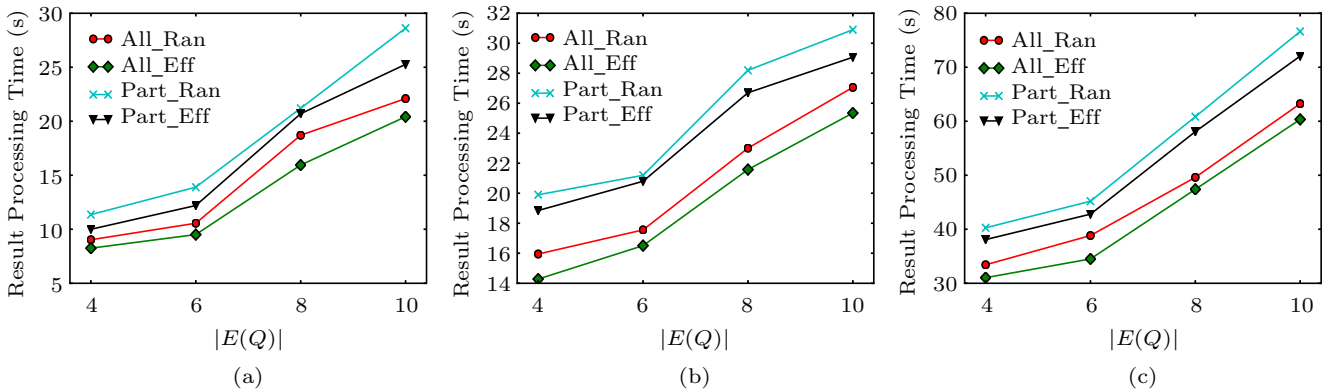 Result Processing Time (s)
30
25
20
15
10
5
All_Ran
All_Eff
Part_Ran
Part_Eff
4 6 8 10
|E(Q)|
(a)
Result Processing Time (s)
32
30
28
26
24
22
20
18
16
14
All_Ran
All_Eff
Part_Ran
Part_Eff
4 6 8 10
|E(Q)|
(b)
Result Processing Time (s)
80
70
60
50
40
30
All_Ran
All_Eff
Part_Ran
Part_Eff
4 6 8 10
|E(Q)|
(c)